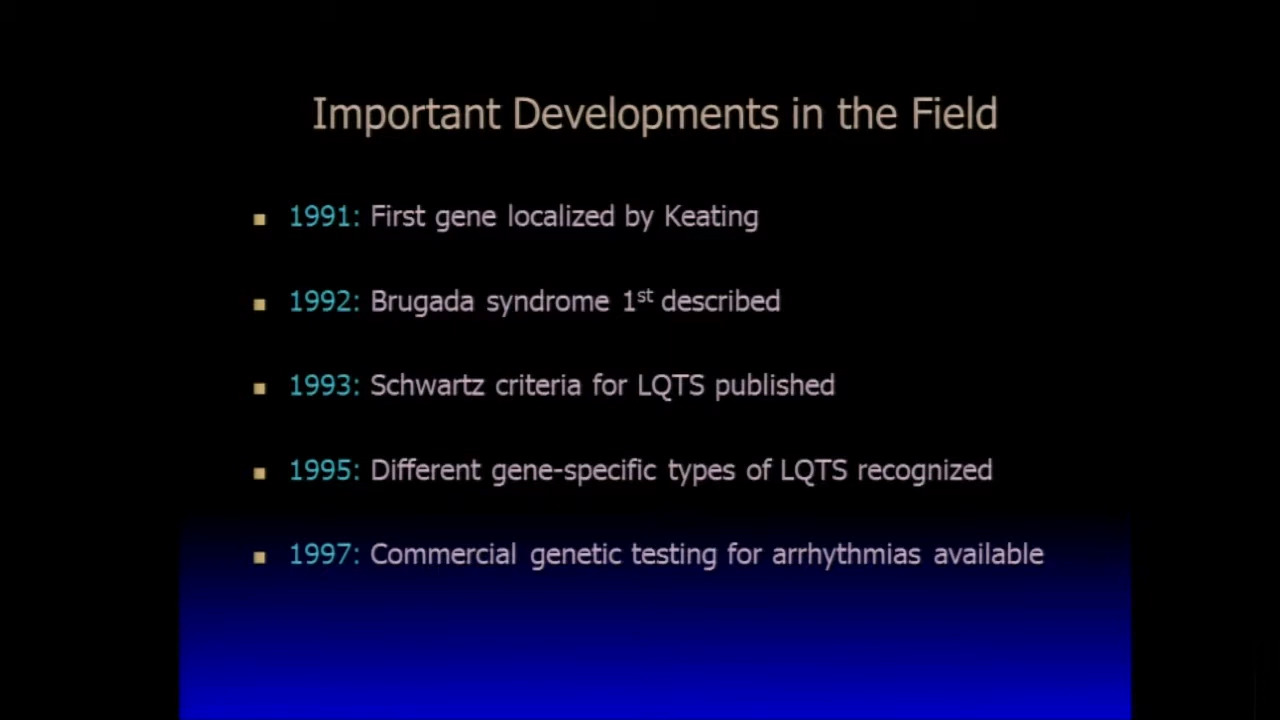 Important Developments in the Field
1991: First gene localized by Keating
1992: Brugada syndrome 1st described
1993: Schwartz criteria for LQTS published
1995: Different gene-specific types of LQTS recognized
1997: Commercial genetic testing for arrhythmias available